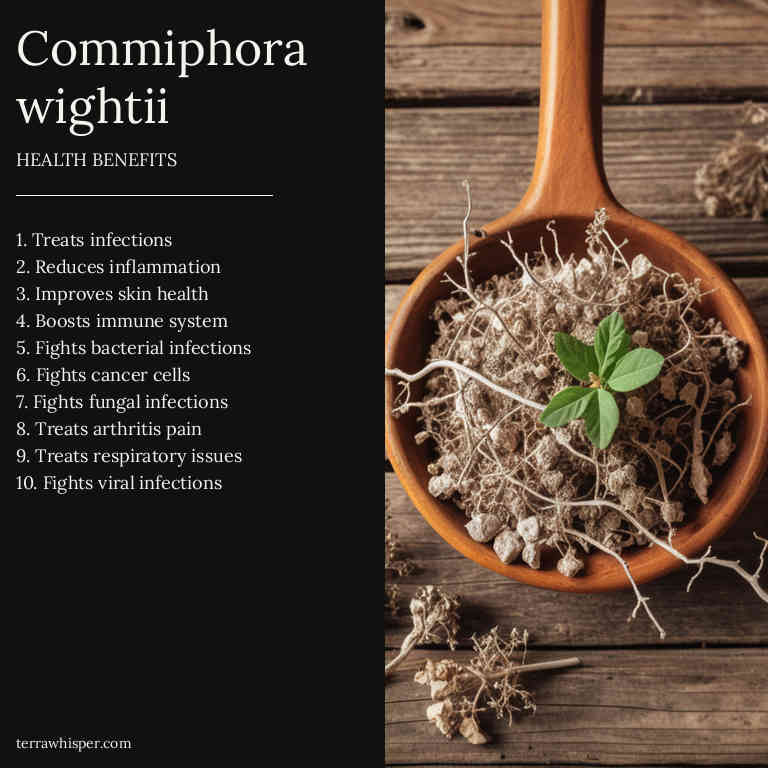 Commiphora
wightii
HEALTH BENEFITS
1. Treats infections
2. Reduces inflammation
3. Improves skin health
4. Boosts immune system
5. Fights bacterial infections
6. Fights cancer cells
7. Fights fungal infections
8. Treats arthritis pain
9. Treats respiratory issues
10. Fights viral infections
terrawhisper.com